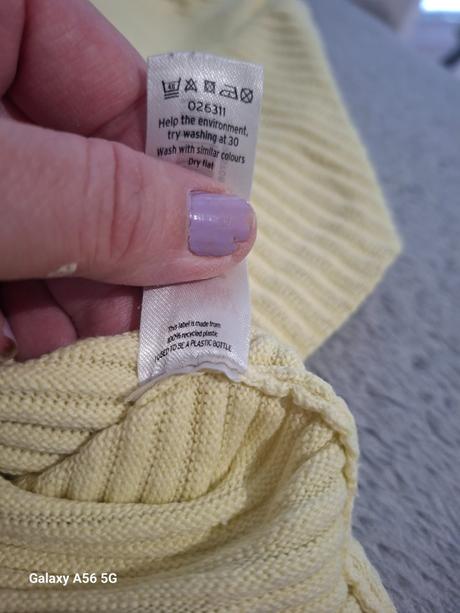 40
026311
Help the environment,
try washing at 30
Wash with similar colours
Dry flat
This label is made from
100% recycled plastic
I USED TO BE A PLASTIC BOTTLE
Galaxy A56 5G